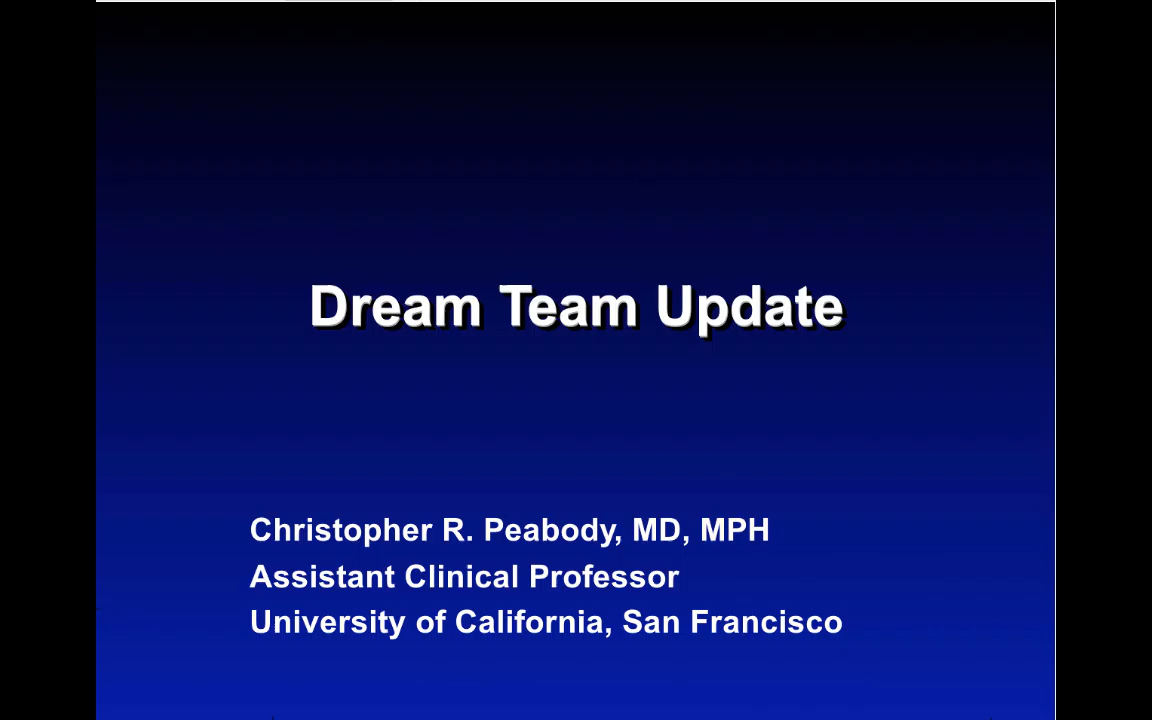 Dream Team Update
Christopher R. Peabody, MD, MPH
Assistant Clinical Professor
University of California, San Francisco